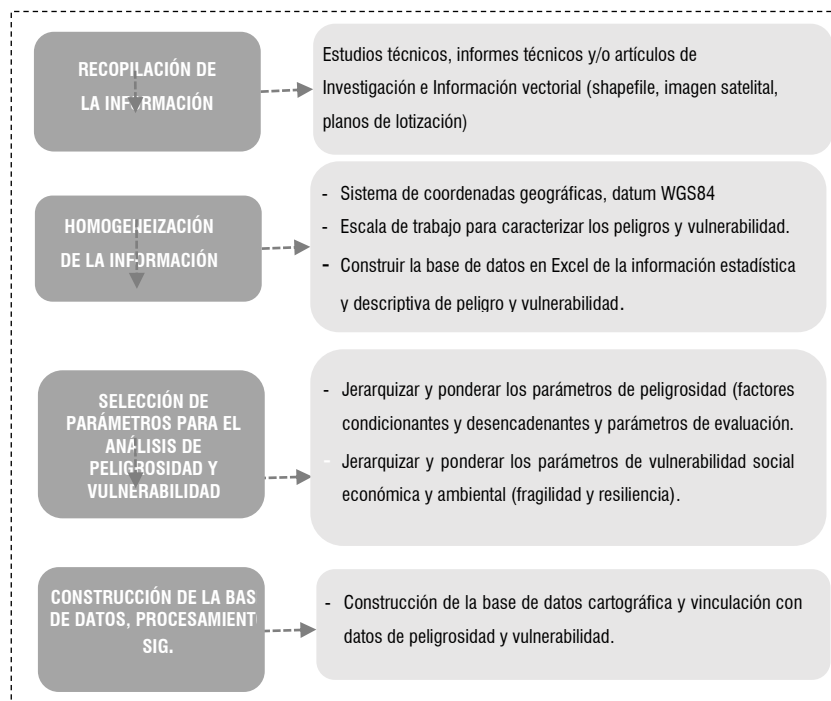 RECOPILACIÓN DE
LA INFORMACIÓN
Estudios técnicos, informes técnicos y/o artículos de
Investigación e Información vectorial (shapefile, imagen satelital,
planos de lotización)
HOMOGENEIZACIÓN
DE LA INFORMACIÓN
- Sistema de coordenadas geográficas, datum WGS84
- Escala de trabajo para caracterizar los peligros y vulnerabilidad.
- Construir la base de datos en Excel de la información estadística
y descriptiva de peligro y vulnerabilidad.
SELECCIÓN DE
PARÁMETROS PARA EL
ANÁLISIS DE
PELIGROSIDAD Y
VULNERABILIDAD
- Jerarquizar y ponderar los parámetros de peligrosidad (factores
condicionantes y desencadenantes y parámetros de evaluación.
- Jerarquizar y ponderar los parámetros de vulnerabilidad social
económica y ambiental (fragilidad y resiliencia).
CONSTRUCCIÓN DE LA BAS
DE DATOS, PROCESAMIENT
SIG.
- Construcción de la base de datos cartográfica y vinculación con
datos de peligrosidad y vulnerabilidad.